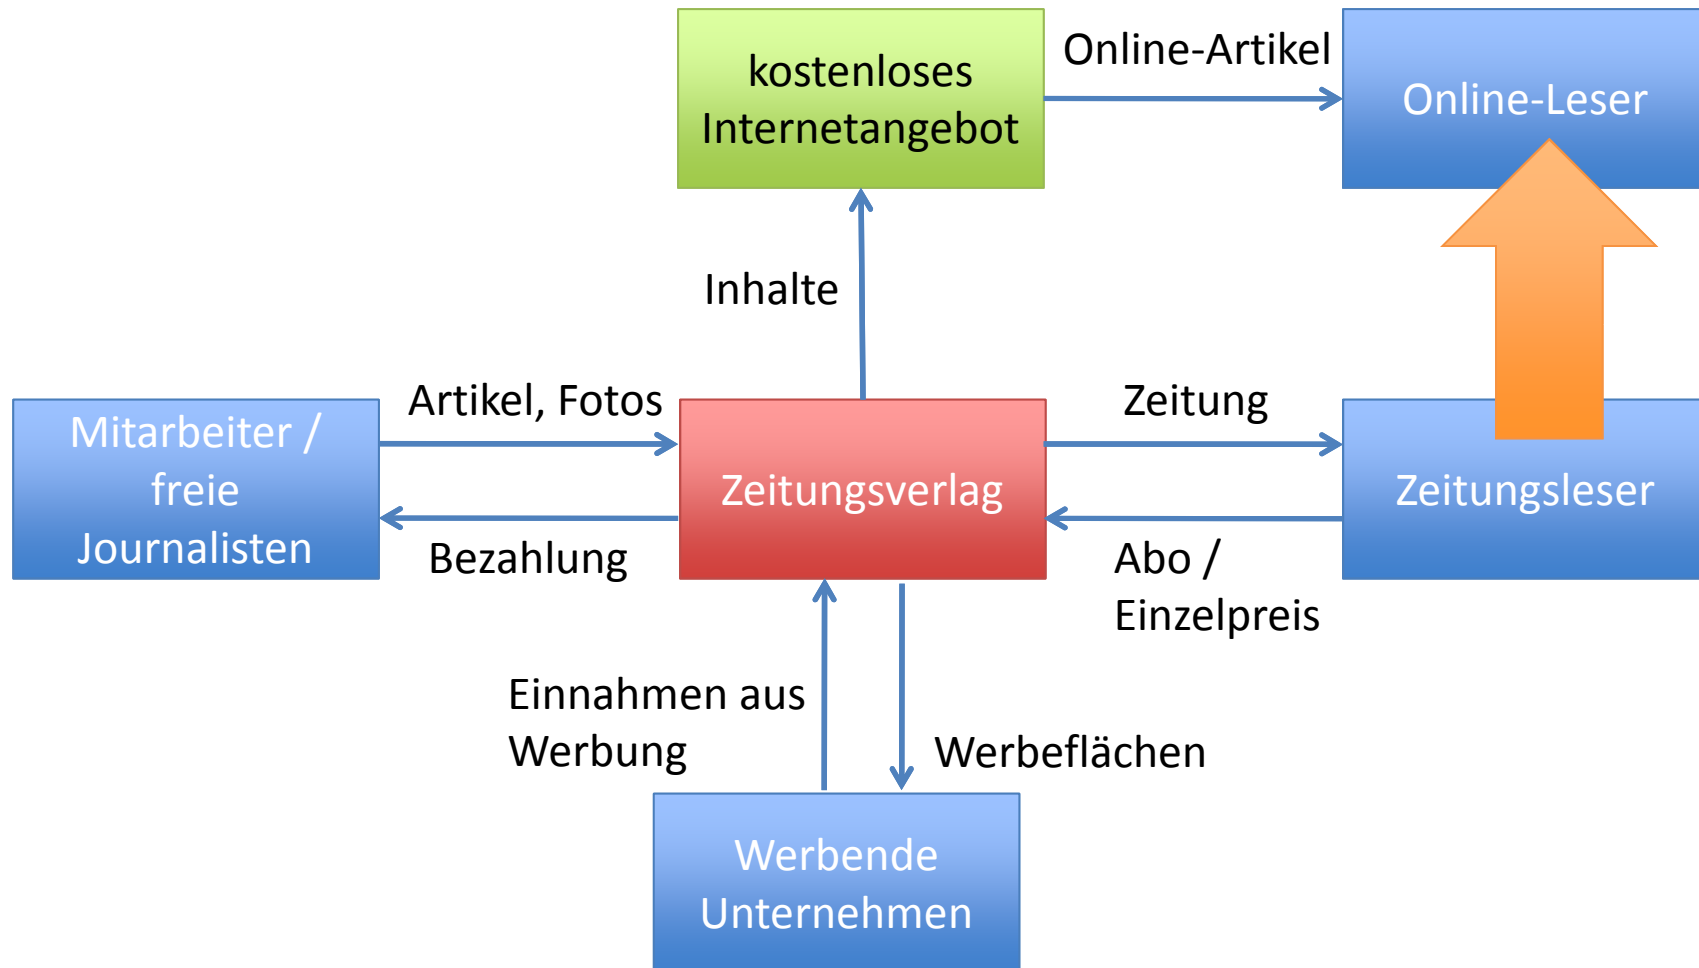 kostenloses
Internetangebot
Online-Artikel
Online-Leser
Inhalte
Mitarbeiter /
freie
Journalisten
Artikel, Fotos
Bezahlung
Zeitungsverlag
Zeitung
Abo /
Einzelpreis
Zeitungsleser
Einnahmen aus
Werbung
Werbeflächen
Werbende
Unternehmen